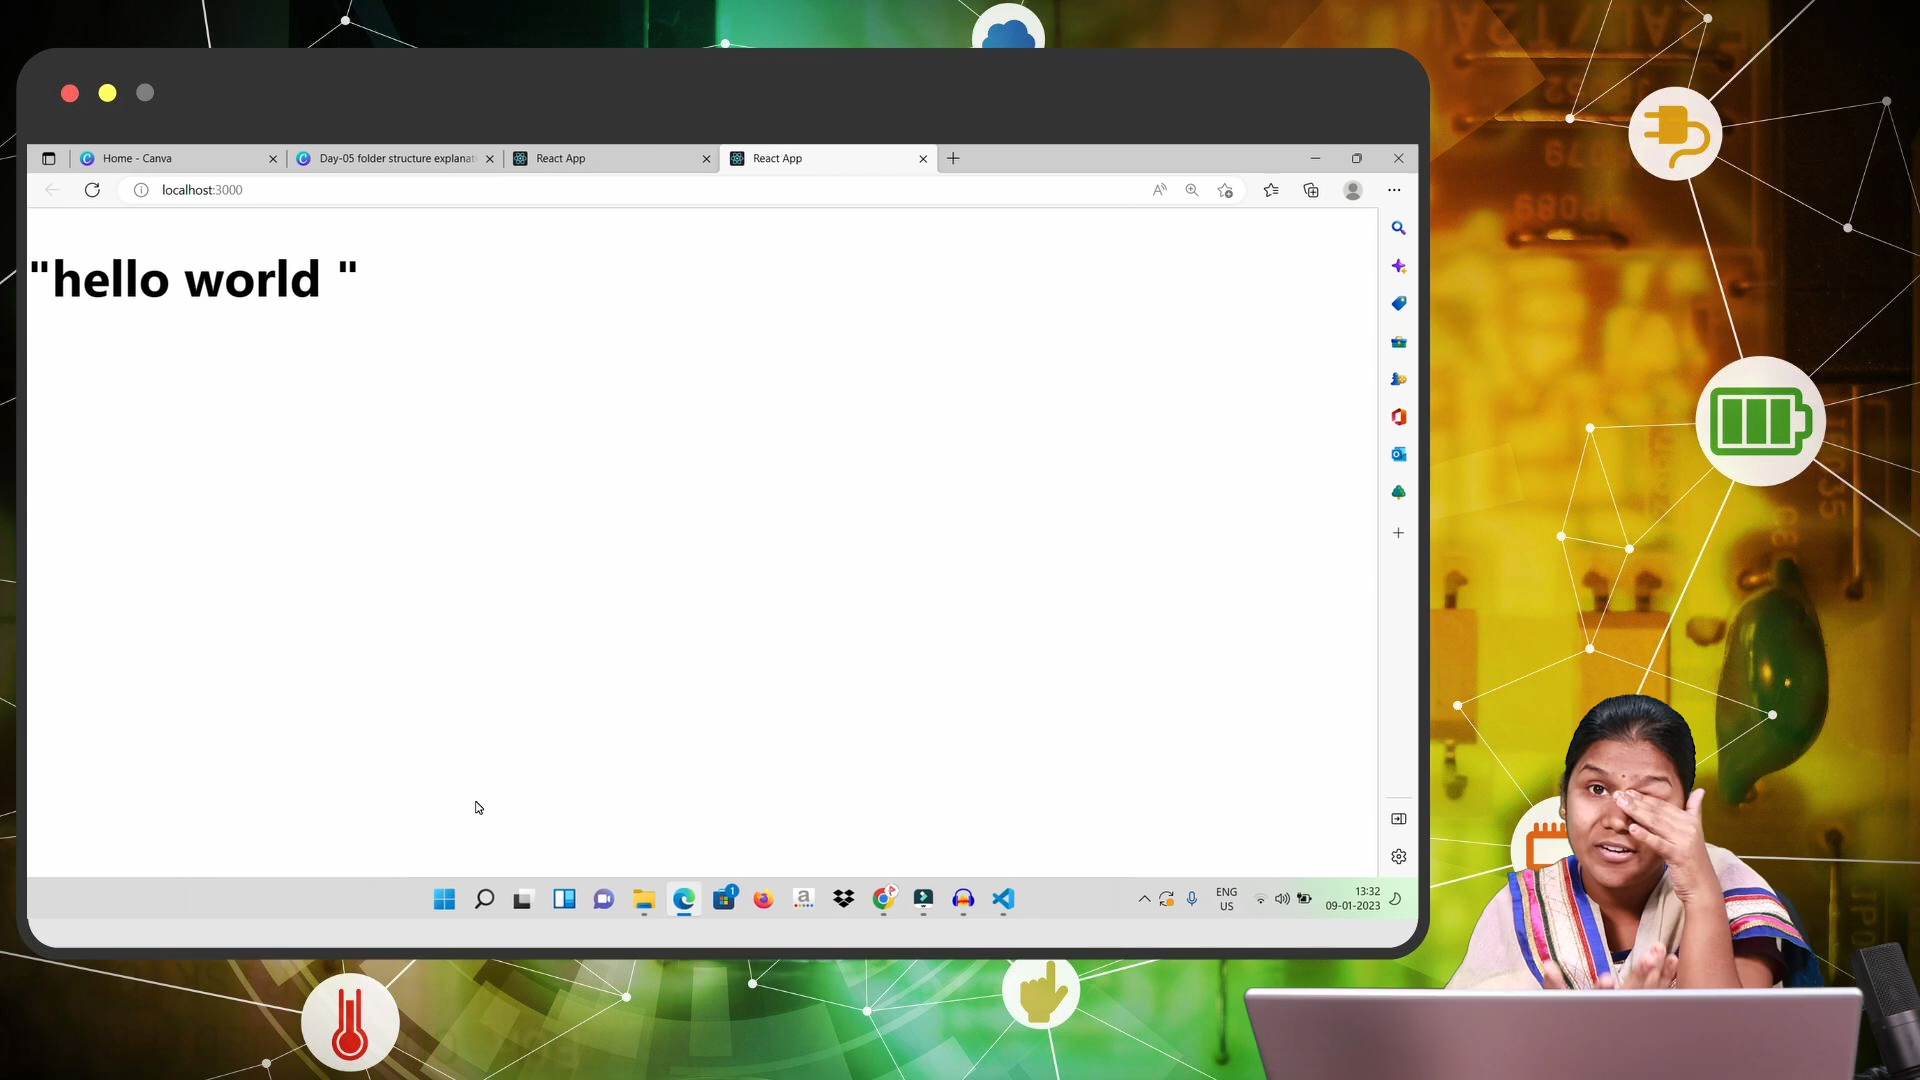 Home - Canva
Day-05 folder structure explanat
React App
React App
localhost:3000
"hello world "
ENG
US
13:32
09-01-2023